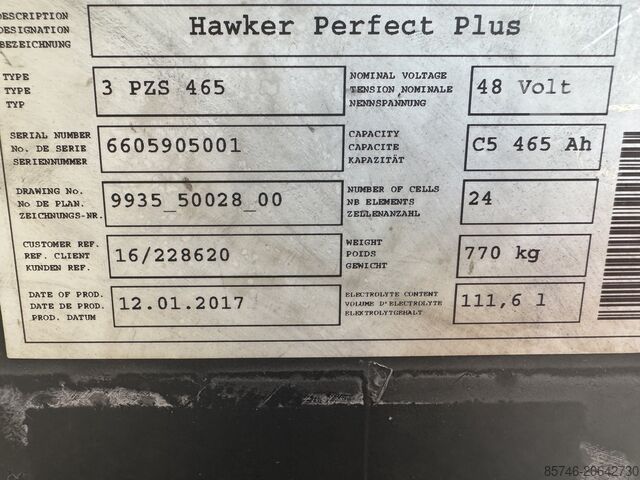 DESCRIPTION
DESIGNATION
BEZEICHNUNG
Hawker Perfect Plus
TYPE
TYPE
TYP
3 PZS 465
NOMINAL VOLTAGE
TENSION NOMINALE
NENNSPANNUNG
48 Volt
SERIAL NUMBER
NO. DE SERIE
SERIENNUMMER
6605905001
CAPACITY
CAPACITE
KAPAZITÄT
C5 465 Ah
DRAWING NO.
NO DE PLAN.
ZEICHNUNGS-NR.
9935_50028_00
NUMBER OF CELLS
NB ELEMENTS
ZELLENANZAHL
24
CUSTOMER REF.
REF. CLIENT
KUNDEN REF.
16/228620
WEIGHT
POIDS
GEWICHT
770 kg
DATE OF PROD.
DATE DE PROD.
PROD. DATUM
12.01.2017
ELECTROLYTE CONTENT
VOLUME D'ELECTROLYTE
ELEKTROLYTGEHALT
111,6 l
85746-20642730